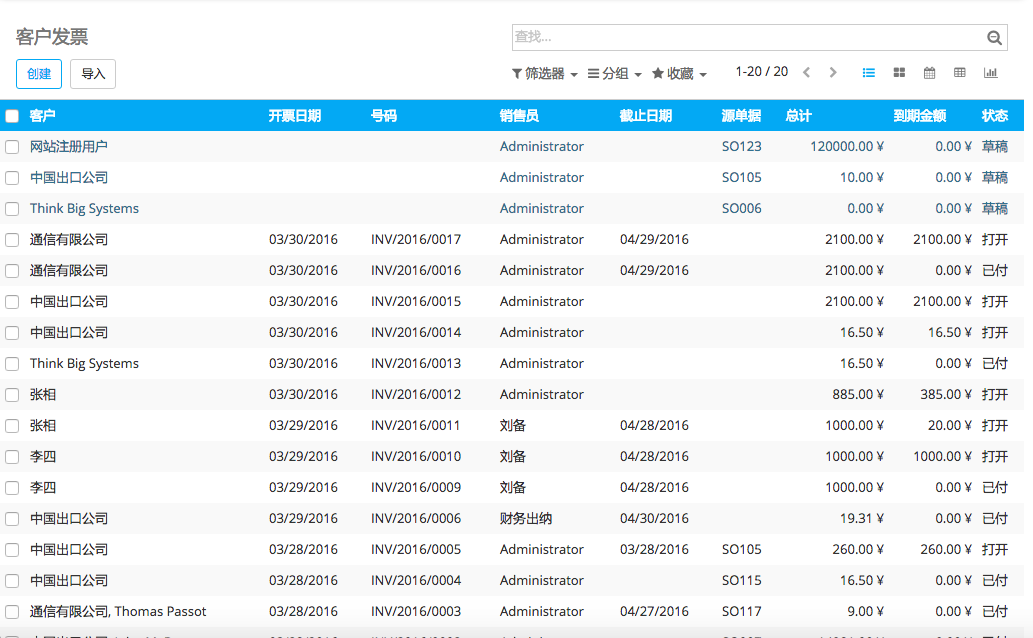 客户发票
查找...
创建 导入
筛选器 分组 收藏 1-20 / 20
客户 开票日期 号码 销售员 截止日期 源单据 总计 到期金额 状态
网站注册用户 Administrator SO123 120000.00 ¥ 0.00 ¥ 草稿
中国出口公司 Administrator SO105 10.00 ¥ 0.00 ¥ 草稿
Think Big Systems Administrator SO006 0.00 ¥ 0.00 ¥ 草稿
通信有限公司 03/30/2016 INV/2016/0017 Administrator 04/29/2016 2100.00 ¥ 2100.00 ¥ 打开
通信有限公司 03/30/2016 INV/2016/0016 Administrator 04/29/2016 2100.00 ¥ 0.00 ¥ 已付
中国出口公司 03/30/2016 INV/2016/0015 Administrator 2100.00 ¥ 2100.00 ¥ 打开
中国出口公司 03/30/2016 INV/2016/0014 Administrator 16.50 ¥ 16.50 ¥ 打开
Think Big Systems 03/30/2016 INV/2016/0013 Administrator 16.50 ¥ 0.00 ¥ 已付
张相 03/30/2016 INV/2016/0012 Administrator 885.00 ¥ 385.00 ¥ 打开
张相 03/29/2016 INV/2016/0011 刘备 04/28/2016 1000.00 ¥ 20.00 ¥ 打开
李四 03/29/2016 INV/2016/0010 刘备 04/28/2016 1000.00 ¥ 1000.00 ¥ 打开
李四 03/29/2016 INV/2016/0009 刘备 04/28/2016 1000.00 ¥ 0.00 ¥ 已付
中国出口公司 03/29/2016 INV/2016/0006 财务出纳 04/30/2016 19.31 ¥ 0.00 ¥ 已付
中国出口公司 03/28/2016 INV/2016/0005 Administrator 03/28/2016 SO105 260.00 ¥ 260.00 ¥ 打开
中国出口公司 03/28/2016 INV/2016/0004 Administrator SO115 16.50 ¥ 0.00 ¥ 已付
通信有限公司, Thomas Passot 03/28/2016 INV/2016/0003 Administrator 04/27/2016 SO117 9.00 ¥ 0.00 ¥ 已付